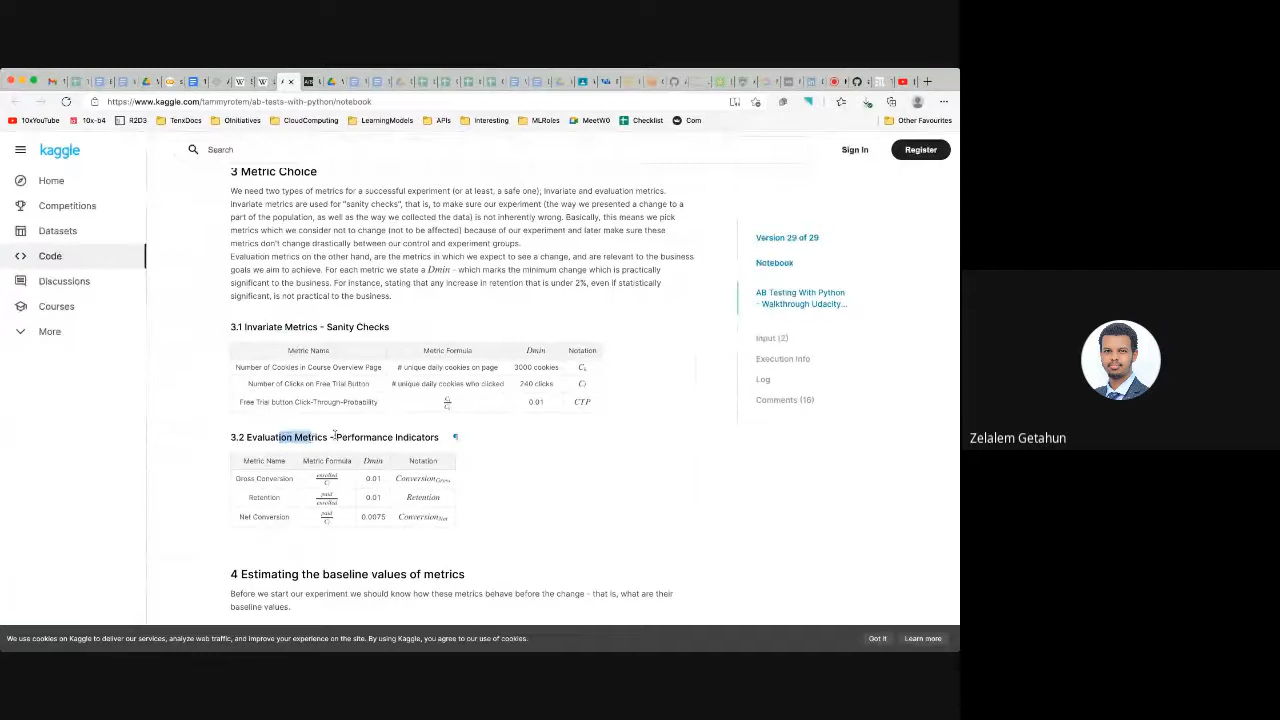 https://www.kaggle.com/tammyrotem/ab-tests-with-python/notebook
10xYouTube
10x-b4
R2D3
TenxDocs
OInitiatives
CloudComputing
LearningModels
APIs
Interesting
MLRoles
MeetW0
Checklist
Com
Other Favourites
kaggle
Search
Sign In
Register
Home
Competitions
Datasets
Code
Discussions
Courses
More
3 Metric Choice
We need two types of metrics for a successful experiment (or at least, a safe one); Invariate and evaluation metrics.
Invariate metrics are used for "sanity checks", that is, to make sure our experiment (the way we presented a change to a
part of the population, as well as the way we collected the data) is not inherently wrong. Basically, this means we pick
metrics which we consider not to change (not to be affected) because of our experiment and later make sure these
metrics don't change drastically between our control and experiment groups.
Evaluation metrics on the other hand, are the metrics in which we expect to see a change, and are relevant to the business
goals we aim to achieve. For each metric we state a Dmin - which marks the minimum change which is practically
significant to the business. For instance, stating that any increase in retention that is under 2%, even if statistically
significant, is not practical to the business.
3.1 Invariate Metrics - Sanity Checks
Metric Name Metric Formula Dmin Notation
Number of Cookies in Course Overview Page # unique daily cookies on page 3000 cookies
Number of Clicks on Free Trial Button # unique daily cookies who clicked 240 clicks
Free Trial button Click-Through-Probability 0.01 CTP
3.2 Evaluation Metrics - Performance Indicators ¶
Metric Name Metric Formula Dmin Notation
Gross Conversion enrolled 0.01 ConversionGross
Retention paid enrolled 0.01 Retention
Net Conversion paid 0.0075 ConversionNet
4 Estimating the baseline values of metrics
Before we start our experiment we should know how these metrics behave before the change - that is, what are their
baseline values.
Version 29 of 29
Notebook
AB Testing With Python
- Walkthrough Udacity...
Input (2)
Execution Info
Log
Comments (16)
We use cookies on Kaggle to deliver our services, analyze web traffic, and improve your experience on the site. By using Kaggle, you agree to our use of cookies.
Got it
Learn more
Zelalem Getahun